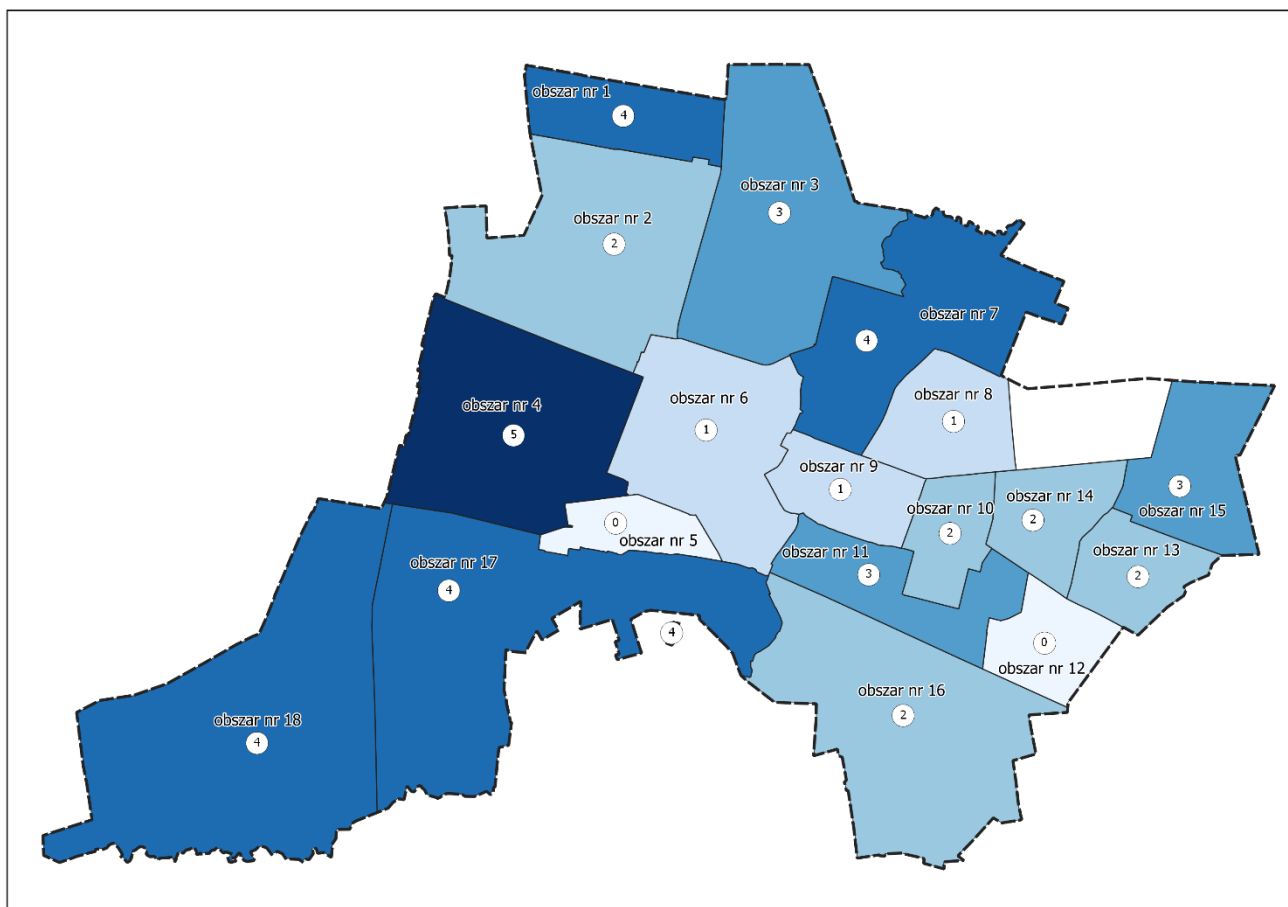 obszar nr 1
4
obszar nr 3
3
obszar nr 2
2
obszar nr 7
4
obszar nr 4
5
obszar nr 6
1
obszar nr 8
1
obszar nr 9
1
3
obszar nr 15
obszar nr 14
2
obszar nr 10
2
0
obszar nr 5
obszar nr 11
3
obszar nr 13
2
obszar nr 17
4
4
0
obszar nr 12
obszar nr 16
2
obszar nr 18
4